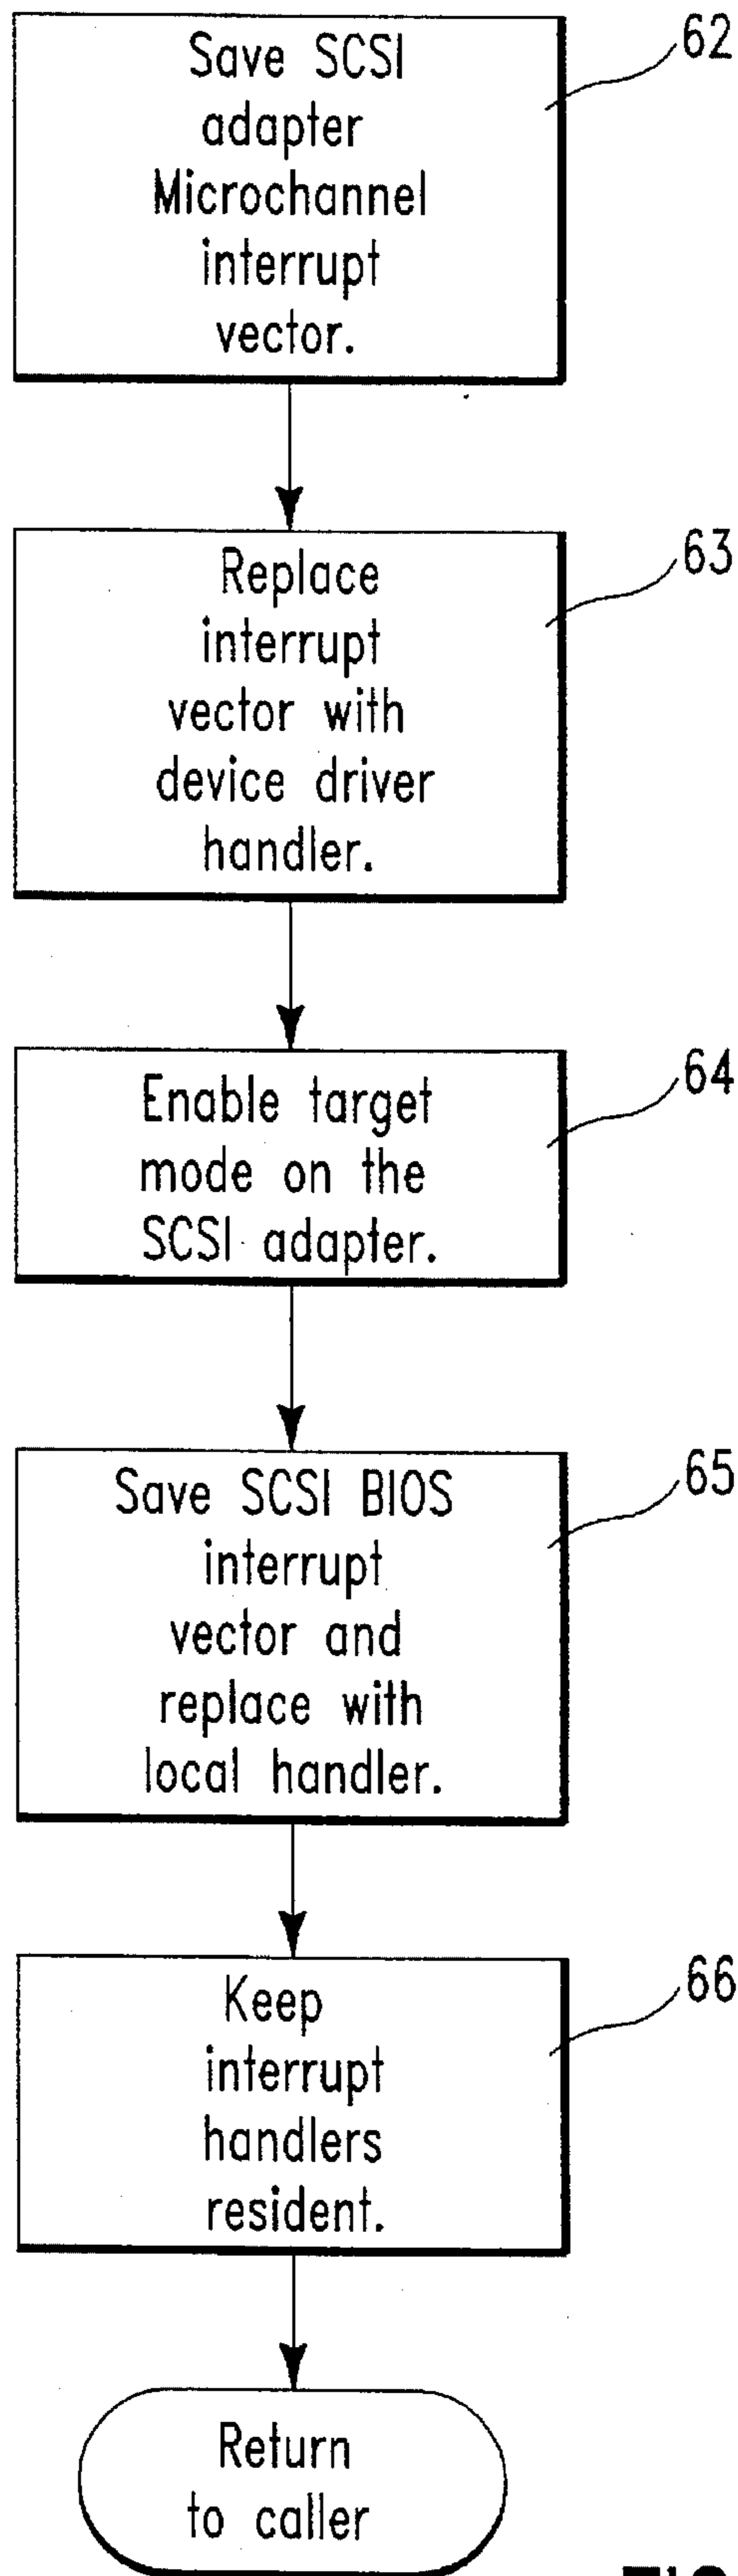 Save SCSI
adapter
Microchannel
interrupt
vector.
62
Replace
interrupt
vector with
device driver
handler.
63
Enable target
mode on the
SCSI adapter.
64
Save SCSI BIOS
interrupt
vector and
replace with
local handler.
65
Keep
interrupt
handlers
resident.
66
Return
to caller